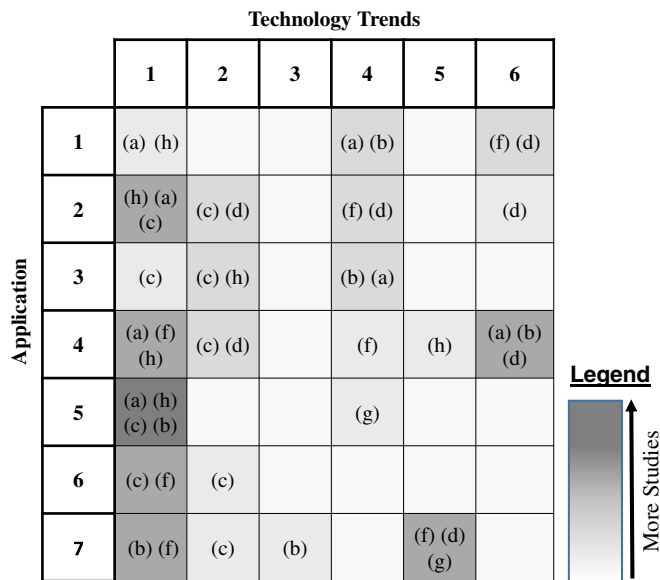 Technology Trends
1 2 3 4 5 6
Application
1 (a) (h) (a) (b) (f) (d)
2 (h) (a) (c) (d) (f) (d) (d)
(c)
3 (c) (c) (h) (b) (a)
4 (a) (f) (c) (d) (f) (h) (a) (b)
(h) (d)
5 (a) (h) (g)
(c) (b)
6 (c) (f) (c)
7 (b) (f) (c) (b) (f) (d)
(g)
Legend
More Studies